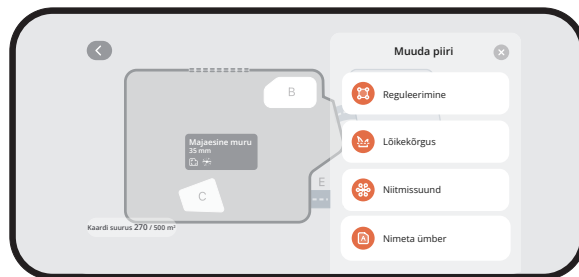 Muuda piiri
B
Reguleerimine
Majaesine muru
35 mm
Lõikekõrgus
E
C
Niitmissuund
Kaardi suurus 270 / 500 m²
A
Nimeta ümber